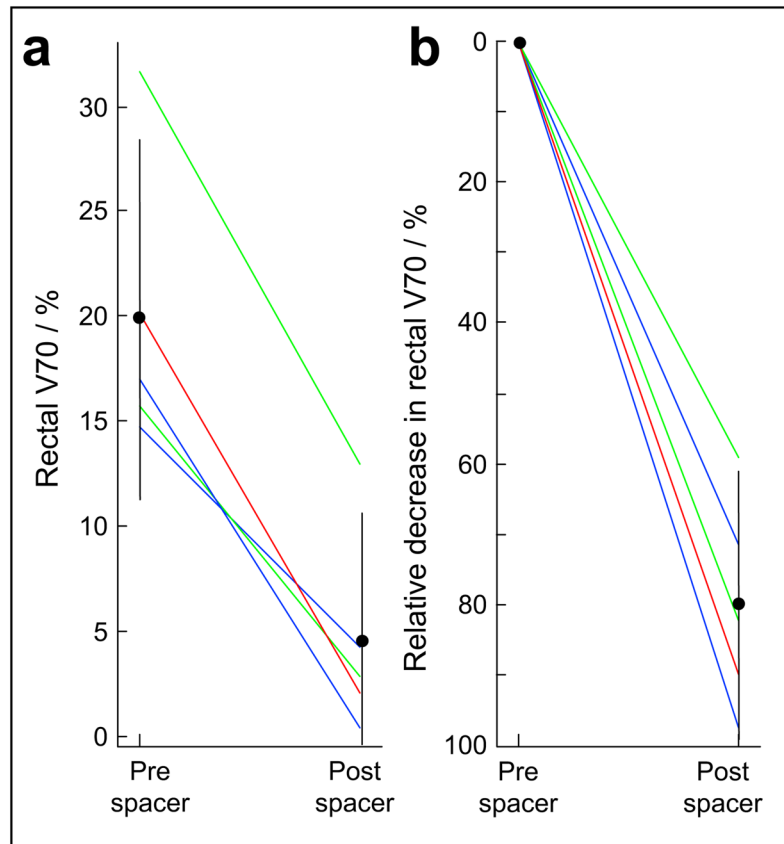 a
Rectal V70 / %
30
25
20
15
10
5
0
Pre
spacer
Post
spacer
b
Relative decrease in rectal V70 / %
0
20
40
60
80
100
Pre
spacer
Post
spacer